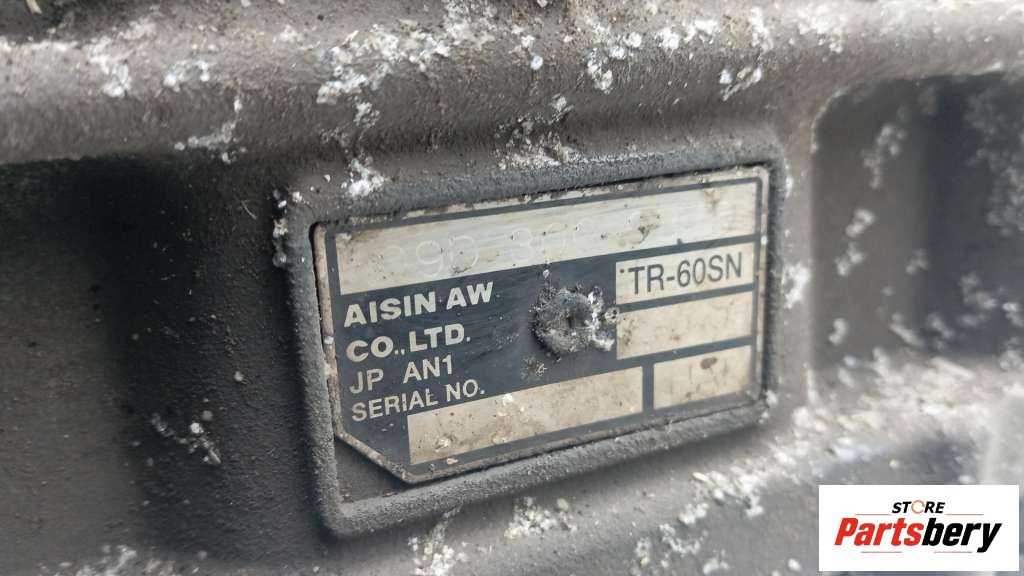 AISIN AW
CO.,LTD.
JP AN1
SERIAL NO.
TR-60SN
STORE
Partsbery